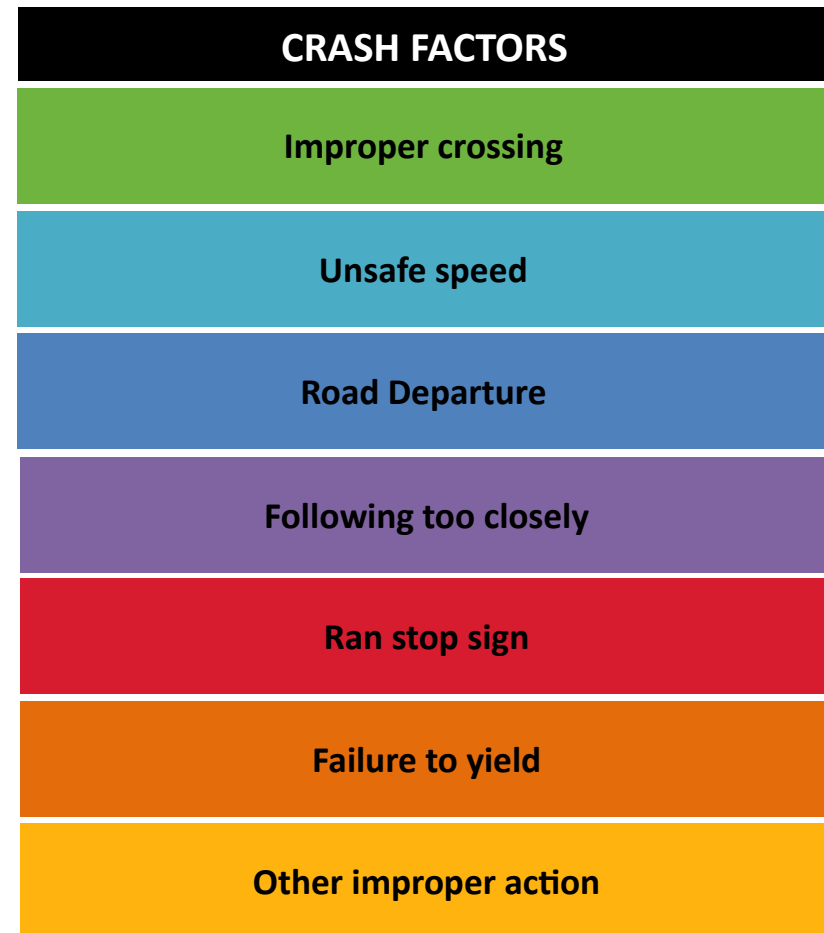 CRASH FACTORS
Improper crossing
Unsafe speed
Road Departure
Following too closely
Ran stop sign
Failure to yield
Other improper action